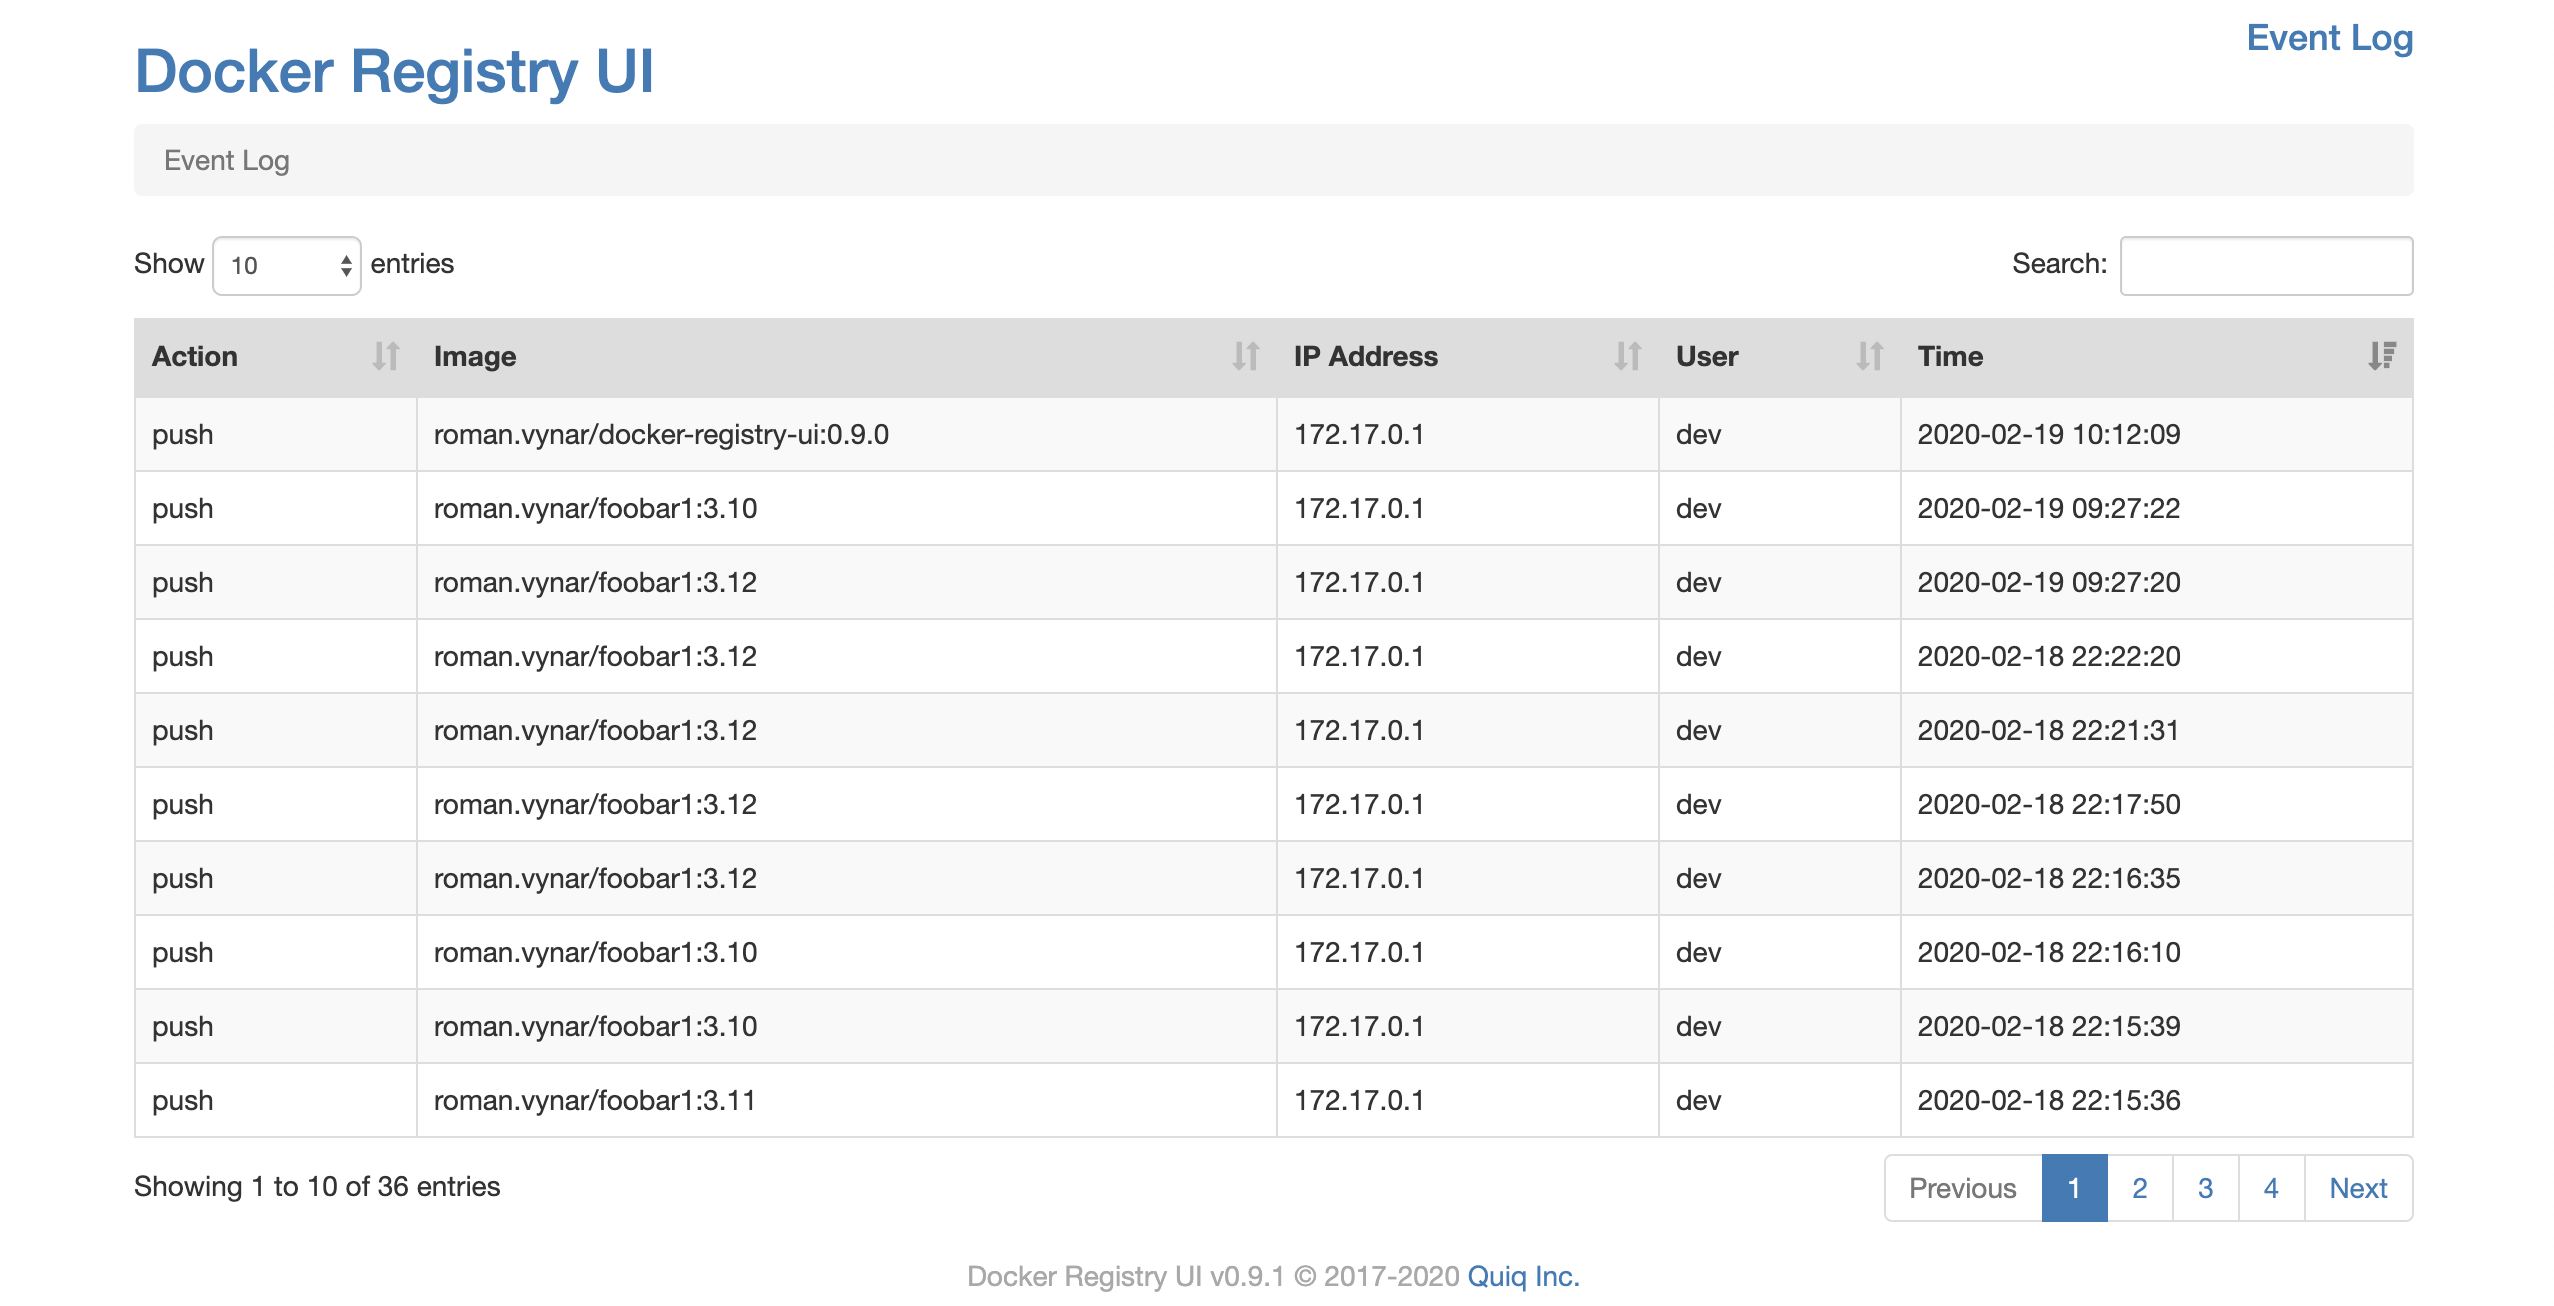 Event Log
Docker Registry UI
Event Log
Show 10 entries Search:
Action Image IP Address User Time
push roman.vynar/docker-registry-ui:0.9.0 172.17.0.1 dev 2020-02-19 10:12:09
push roman.vynar/foobar1:3.10 172.17.0.1 dev 2020-02-19 09:27:22
push roman.vynar/foobar1:3.12 172.17.0.1 dev 2020-02-19 09:27:20
push roman.vynar/foobar1:3.12 172.17.0.1 dev 2020-02-18 22:22:20
push roman.vynar/foobar1:3.12 172.17.0.1 dev 2020-02-18 22:21:31
push roman.vynar/foobar1:3.12 172.17.0.1 dev 2020-02-18 22:17:50
push roman.vynar/foobar1:3.12 172.17.0.1 dev 2020-02-18 22:16:35
push roman.vynar/foobar1:3.10 172.17.0.1 dev 2020-02-18 22:16:10
push roman.vynar/foobar1:3.10 172.17.0.1 dev 2020-02-18 22:15:39
push roman.vynar/foobar1:3.11 172.17.0.1 dev 2020-02-18 22:15:36
Showing 1 to 10 of 36 entries Previous 1 2 3 4 Next
Docker Registry UI v0.9.1 © 2017-2020 Quiq Inc.